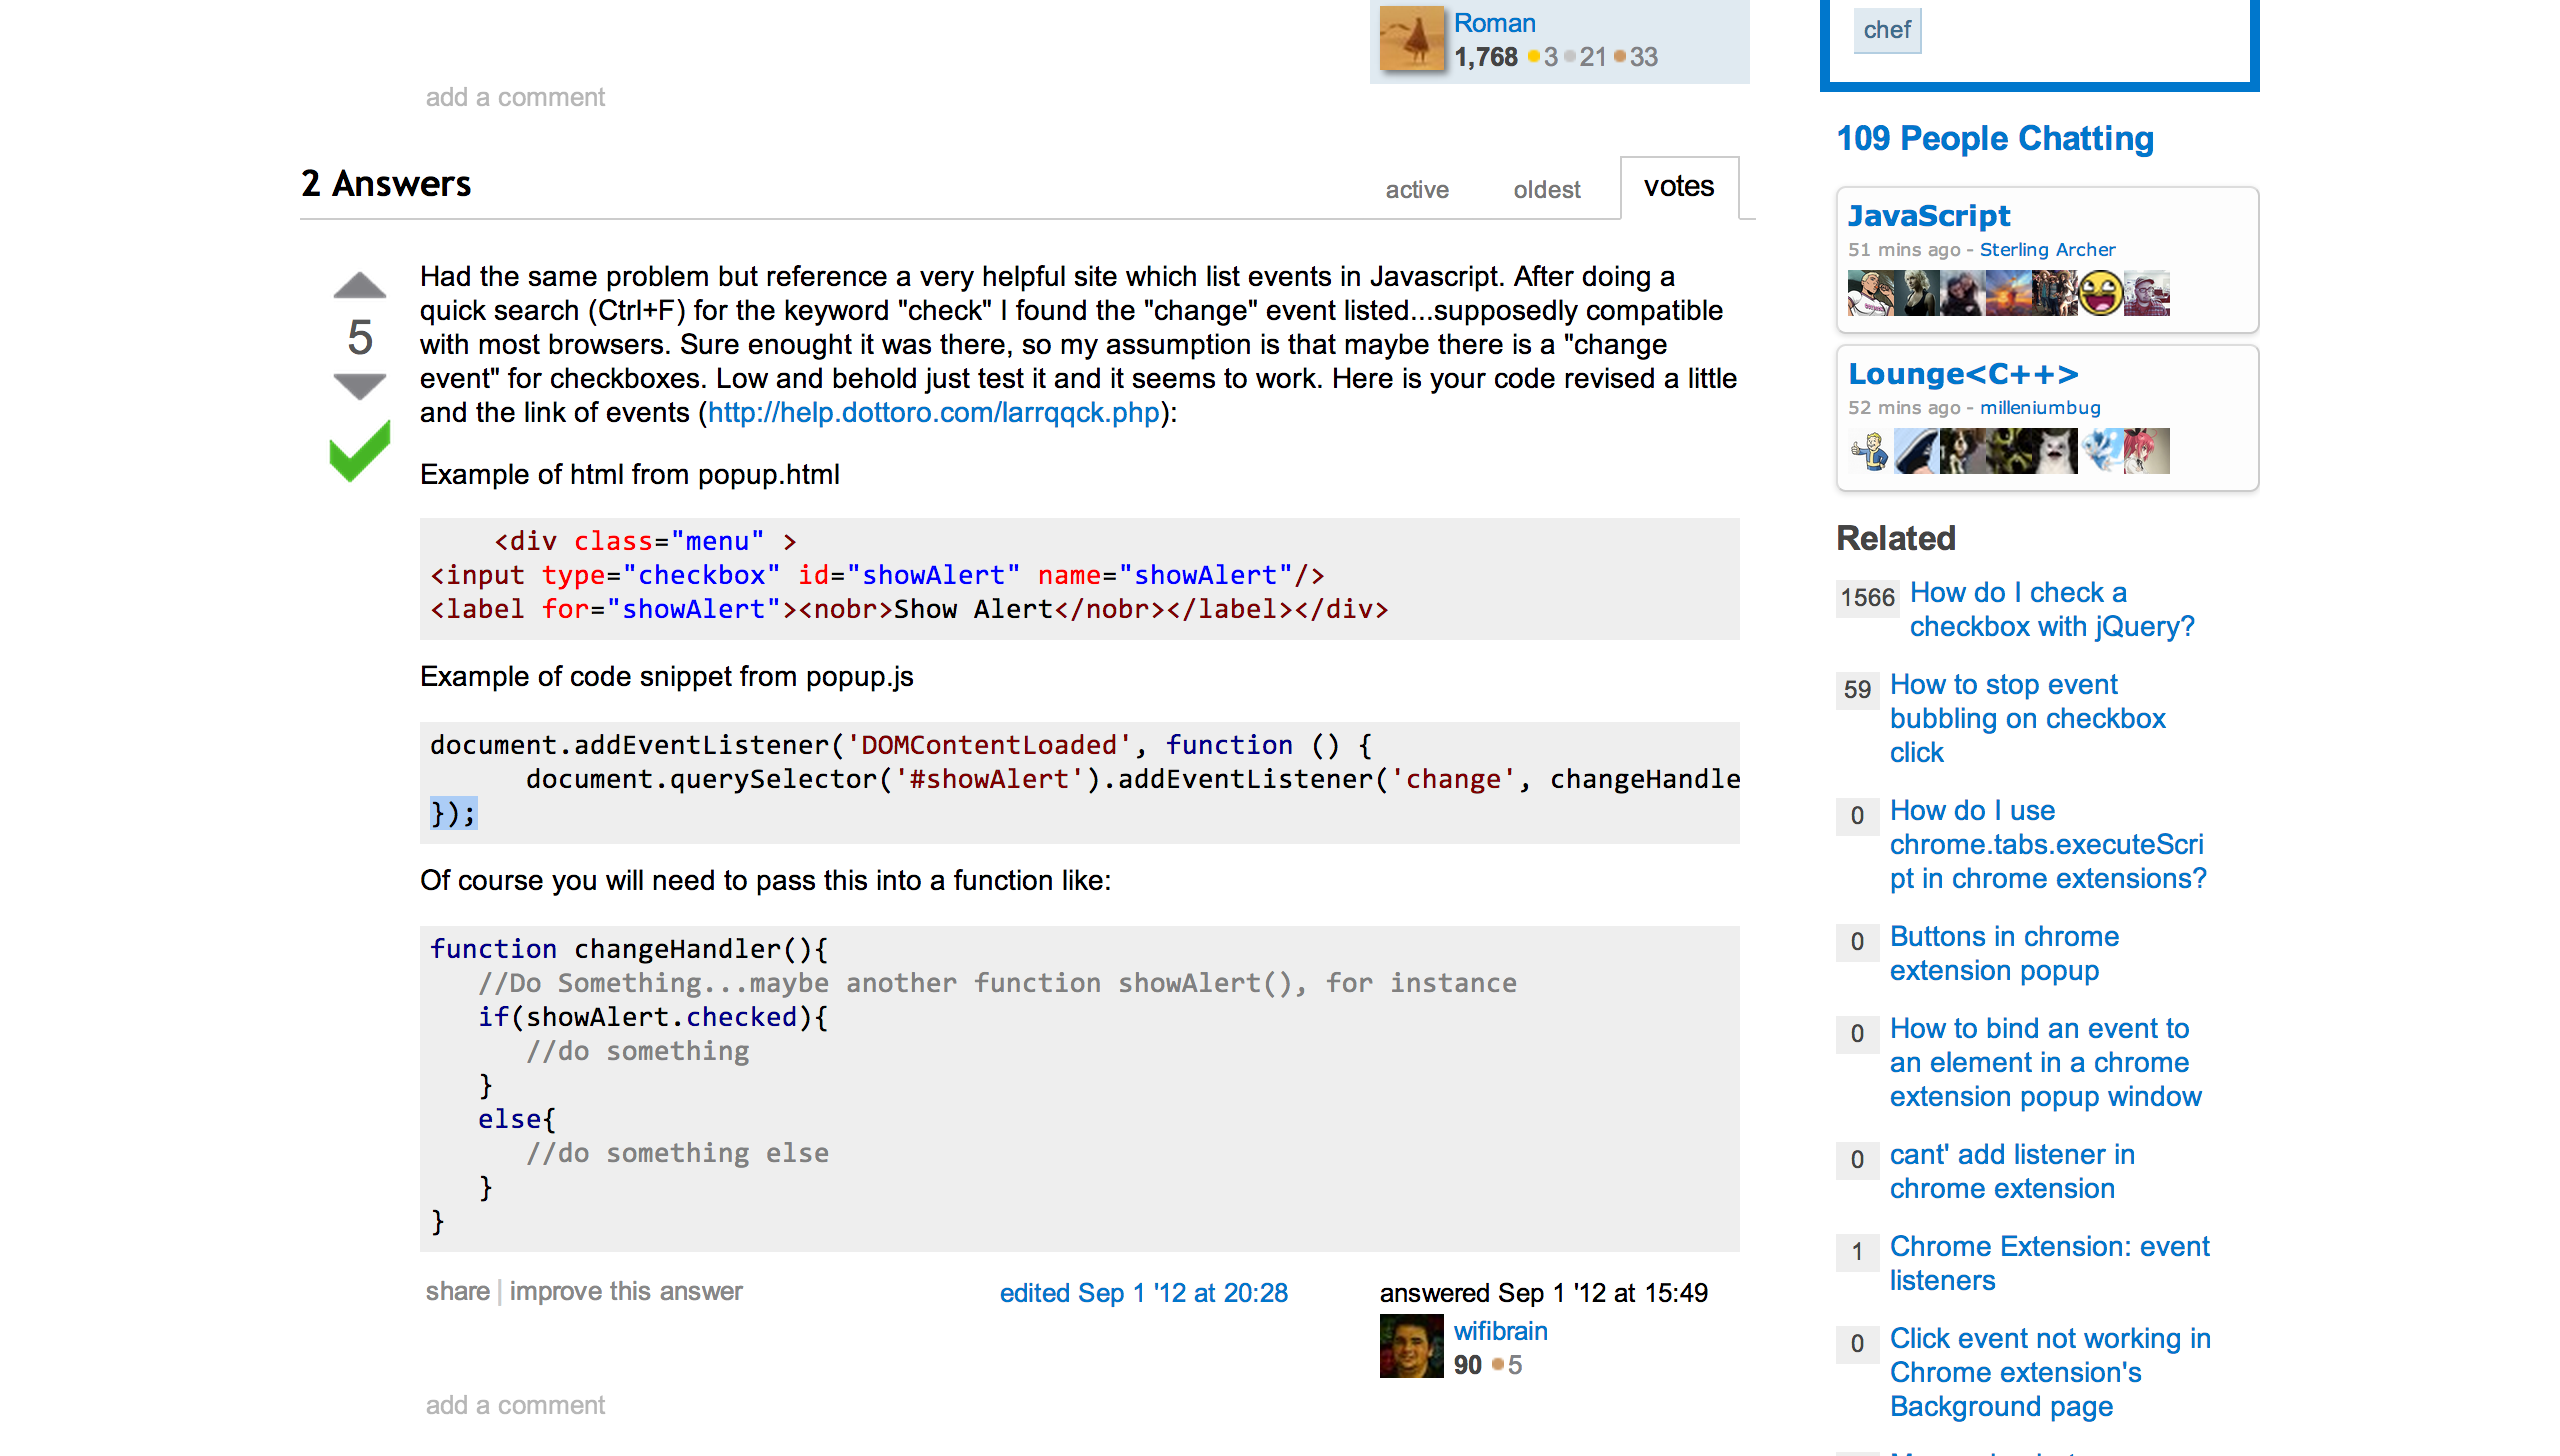 Roman
1,768 3 21 33
add a comment
2 Answers
active oldest votes
5
Had the same problem but reference a very helpful site which list events in Javascript. After doing a
quick search (Ctrl+F) for the keyword "check" I found the "change" event listed...supposedly compatible
with most browsers. Sure enought it was there, so my assumption is that maybe there is a "change
event" for checkboxes. Low and behold just test it and it seems to work. Here is your code revised a little
and the link of events (http://help.dottoro.com/larrqqck.php):
Example of html from popup.html
<div class="menu" >
<input type="checkbox" id="showAlert" name="showAlert"/>
<label for="showAlert"><nobr>Show Alert</nobr></label></div>
Example of code snippet from popup.js
document.addEventListener('DOMContentLoaded', function () {
document.querySelector('#showAlert').addEventListener('change', changeHandle
});
Of course you will need to pass this into a function like:
function changeHandler(){
//Do Something...maybe another function showAlert(), for instance
if(showAlert.checked){
//do something
}
else{
//do something else
}
}
share improve this answer
edited Sep 1 '12 at 20:28
answered Sep 1 '12 at 15:49
wifibrain
90 5
add a comment
chef
109 People Chatting
JavaScript
51 mins ago - Sterling Archer
Lounge<C++>
52 mins ago - milleniumbug
Related
1566 How do I check a
checkbox with jQuery?
59 How to stop event
bubbling on checkbox
click
0 How do I use
chrome.tabs.executeScri
pt in chrome extensions?
0 Buttons in chrome
extension popup
0 How to bind an event to
an element in a chrome
extension popup window
0 cant' add listener in
chrome extension
1 Chrome Extension: event
listeners
0 Click event not working in
Chrome extension's
Background page